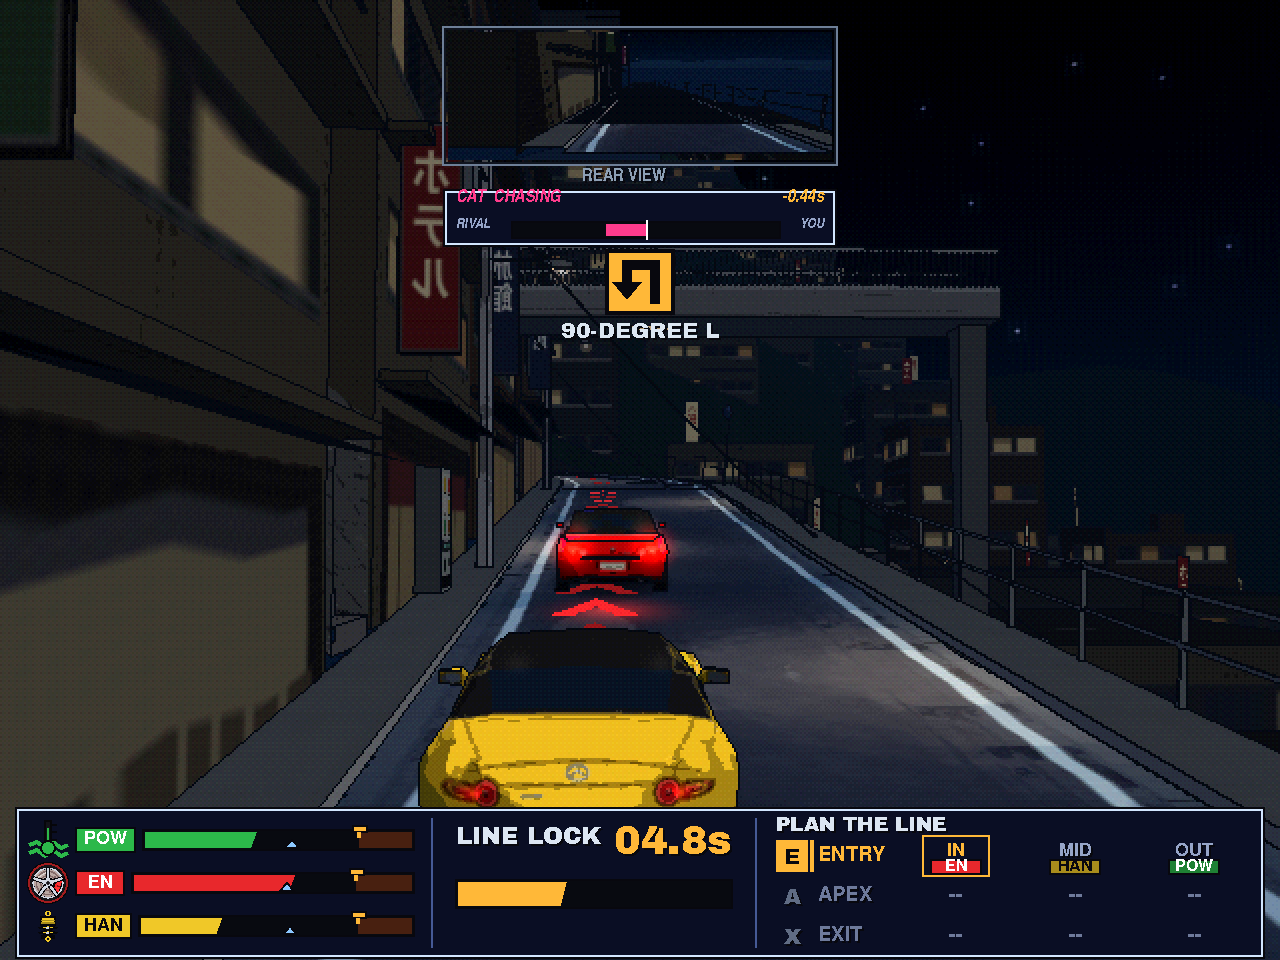 REAR VIEW
CAT CHASING -0.44s
RIVAL YOU
ホテル
90-DEGREE L
POW
EN
HAN
LINE LOCK 04.8s
PLAN THE LINE
E ENTRY IN EN MID HAN OUT POW
A APEX -- -- --
X EXIT -- -- --